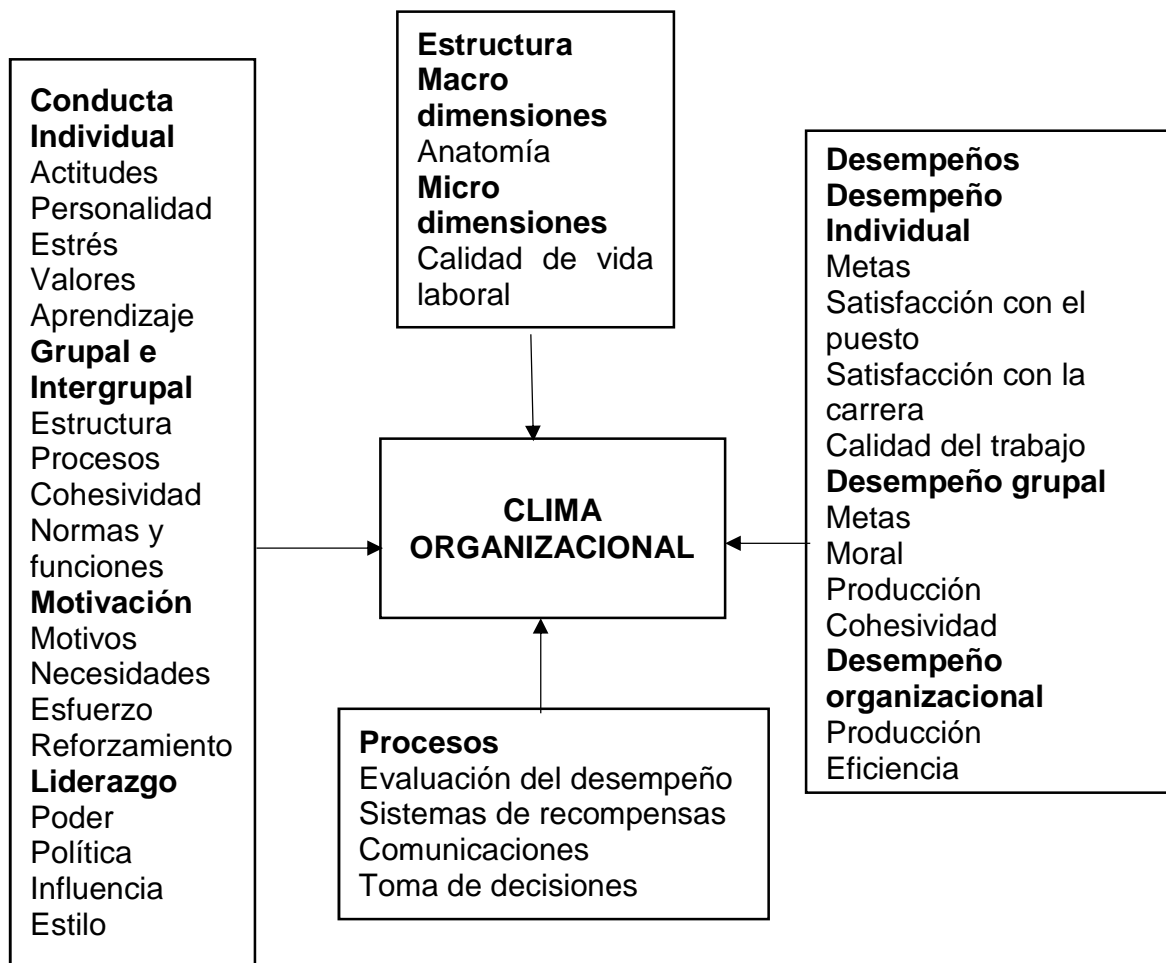 Conducta
Individual
Actitudes
Personalidad
Estrés
Valores
Aprendizaje
Grupal e
Intergrupal
Estructura
Procesos
Cohesividad
Normas y
funciones
Motivación
Motivos
Necesidades
Esfuerzo
Reforzamiento
Liderazgo
Poder
Política
Influencia
Estilo
Estructura
Macro
dimensiones
Anatomía
Micro
dimensiones
Calidad de vida
laboral
CLIMA
ORGANIZACIONAL
Procesos
Evaluación del desempeño
Sistemas de recompensas
Comunicaciones
Toma de decisiones
Desempeños
Desempeño
Individual
Metas
Satisfacción con el
puesto
Satisfacción con la
carrera
Calidad del trabajo
Desempeño grupal
Metas
Moral
Producción
Cohesividad
Desempeño
organizacional
Producción
Eficiencia